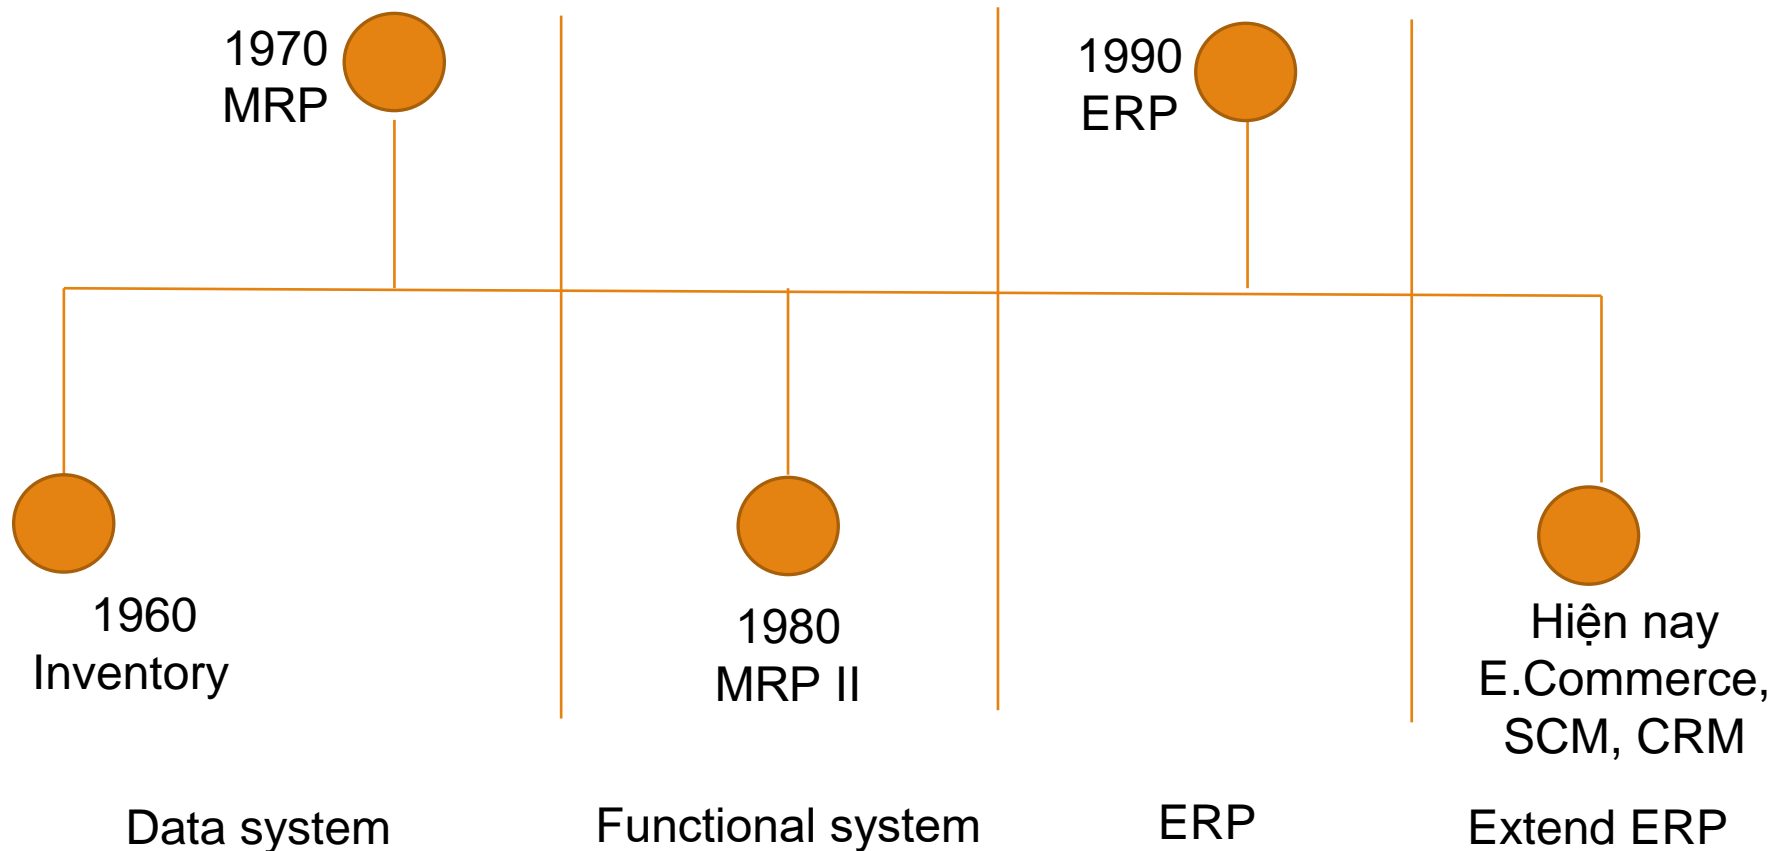 1970
MRP
1990
ERP
1960
Inventory
1980
MRP II
Hiện nay
E.Commerce,
SCM, CRM
Data system
Functional system
ERP
Extend ERP